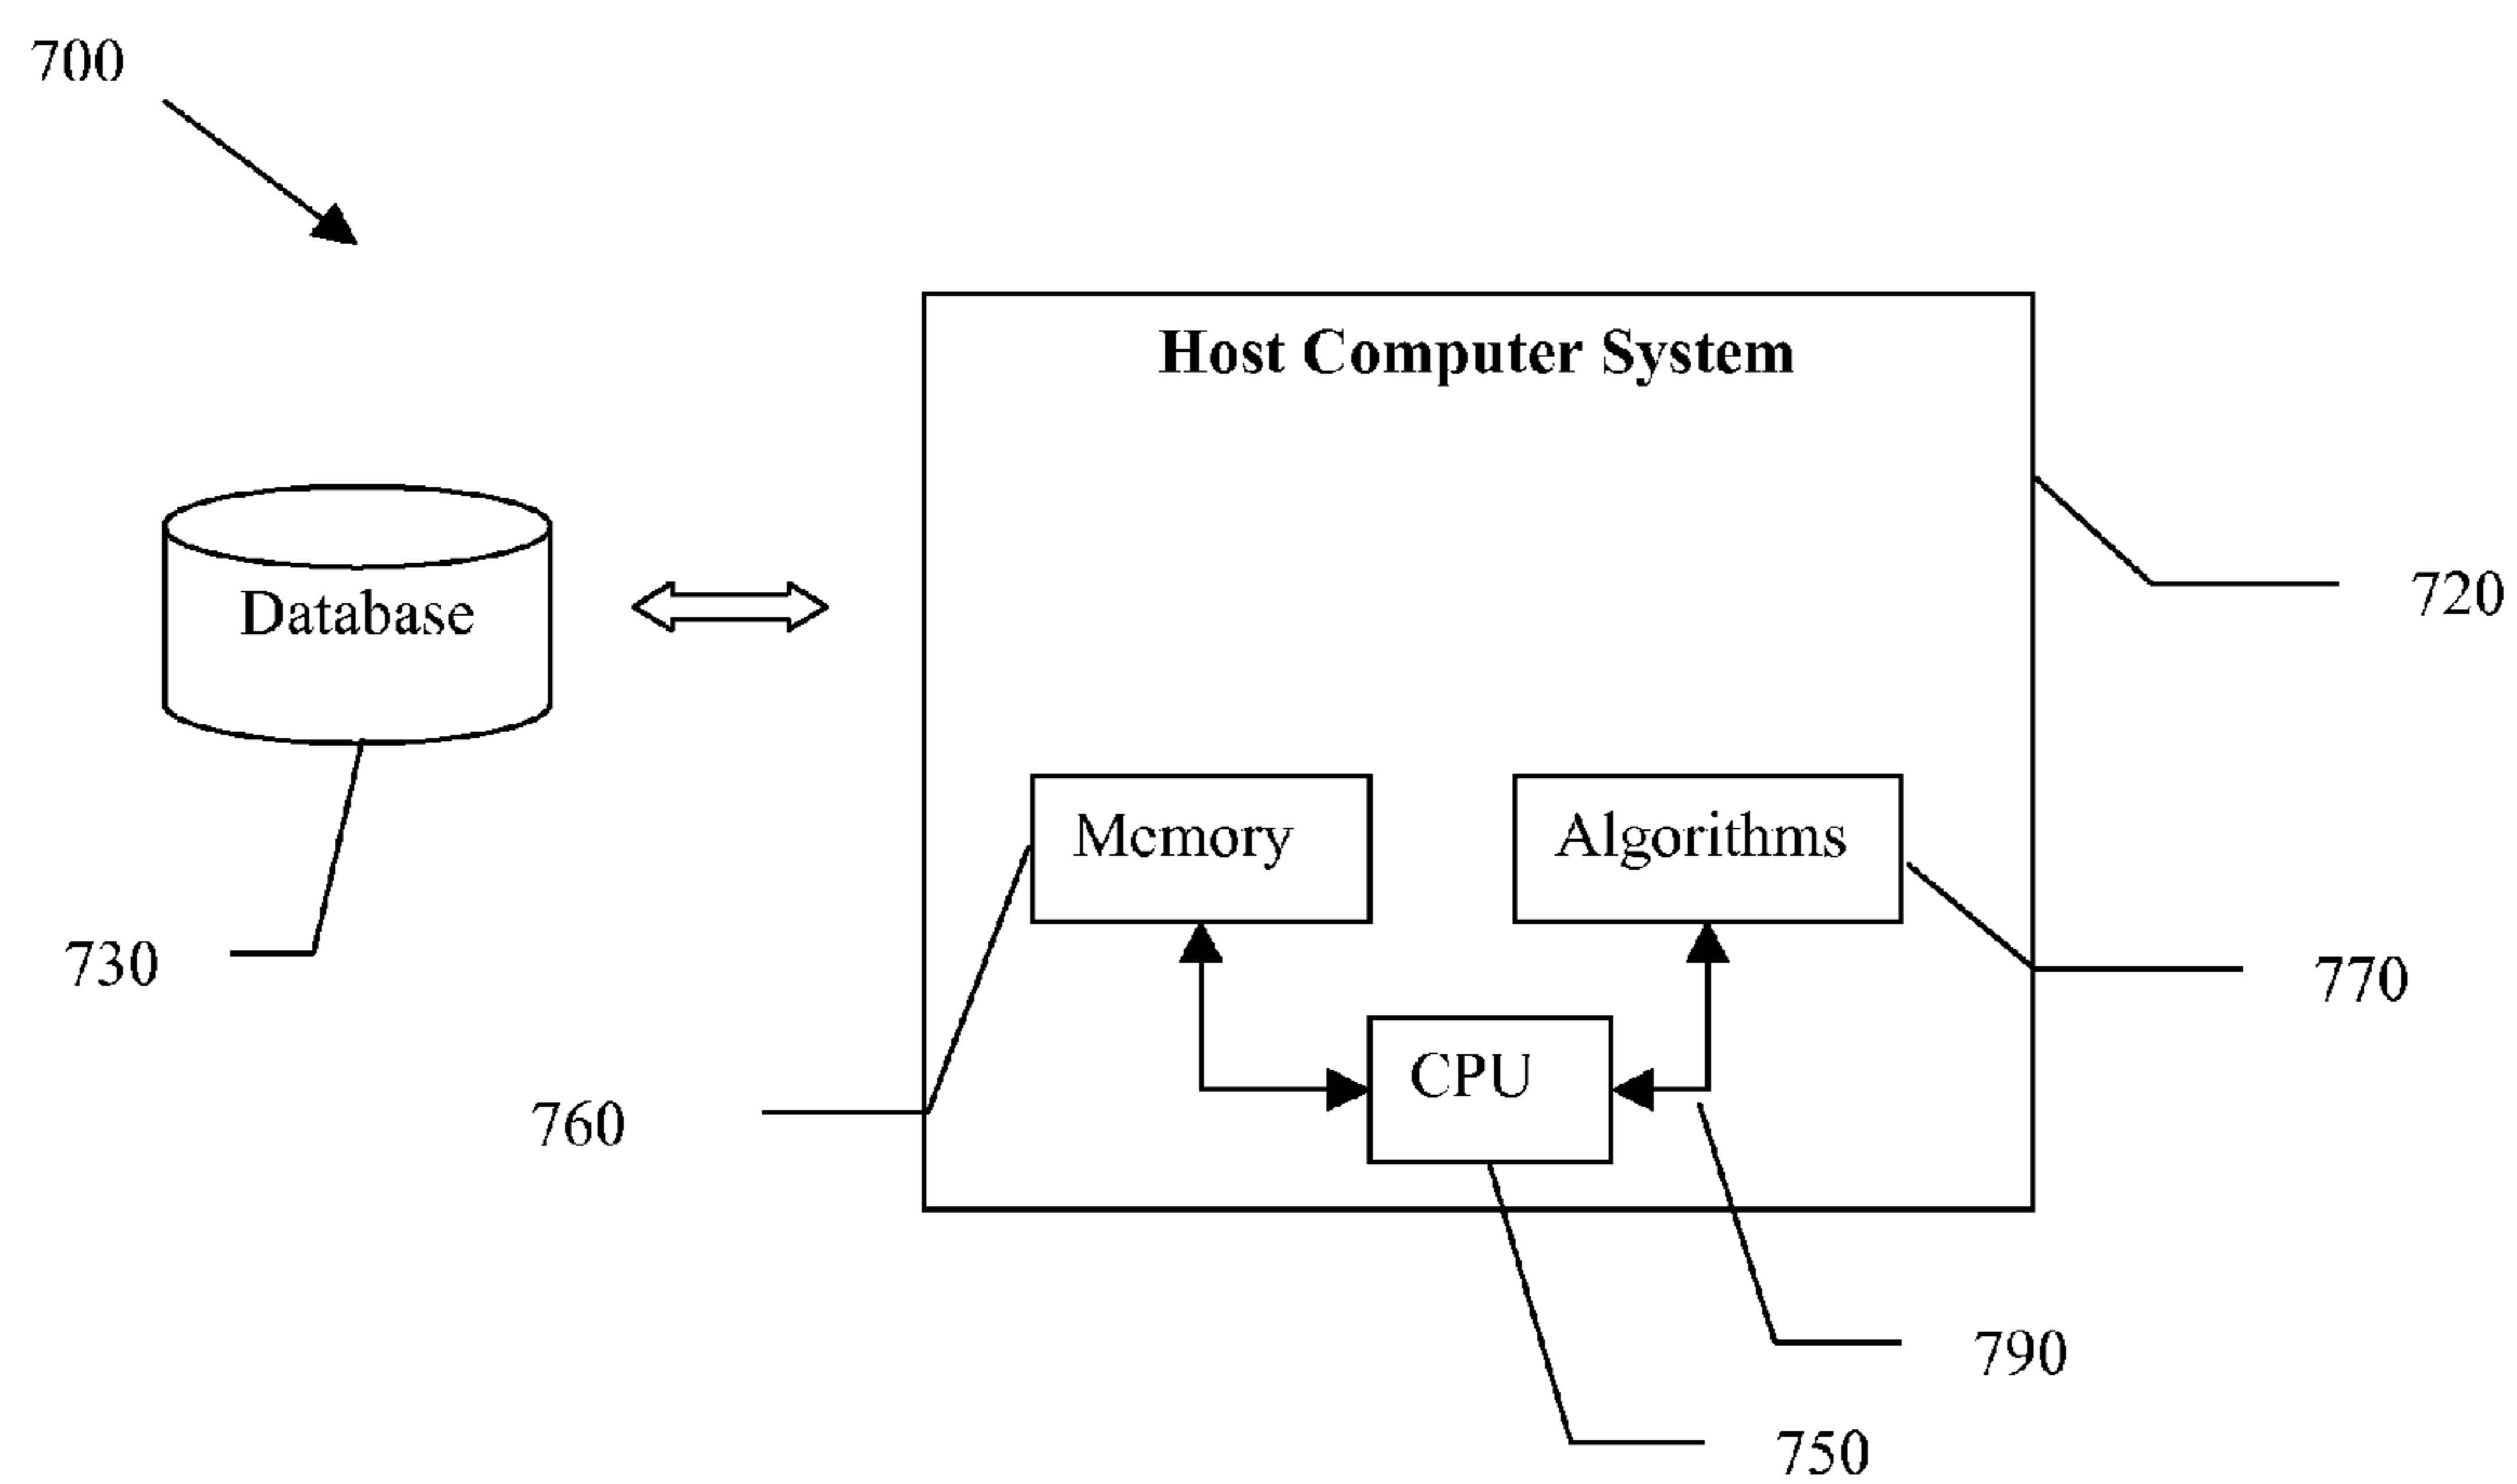 700
Host Computer System
720
Database
Memory
Algorithms
730
770
CPU
760
790
750